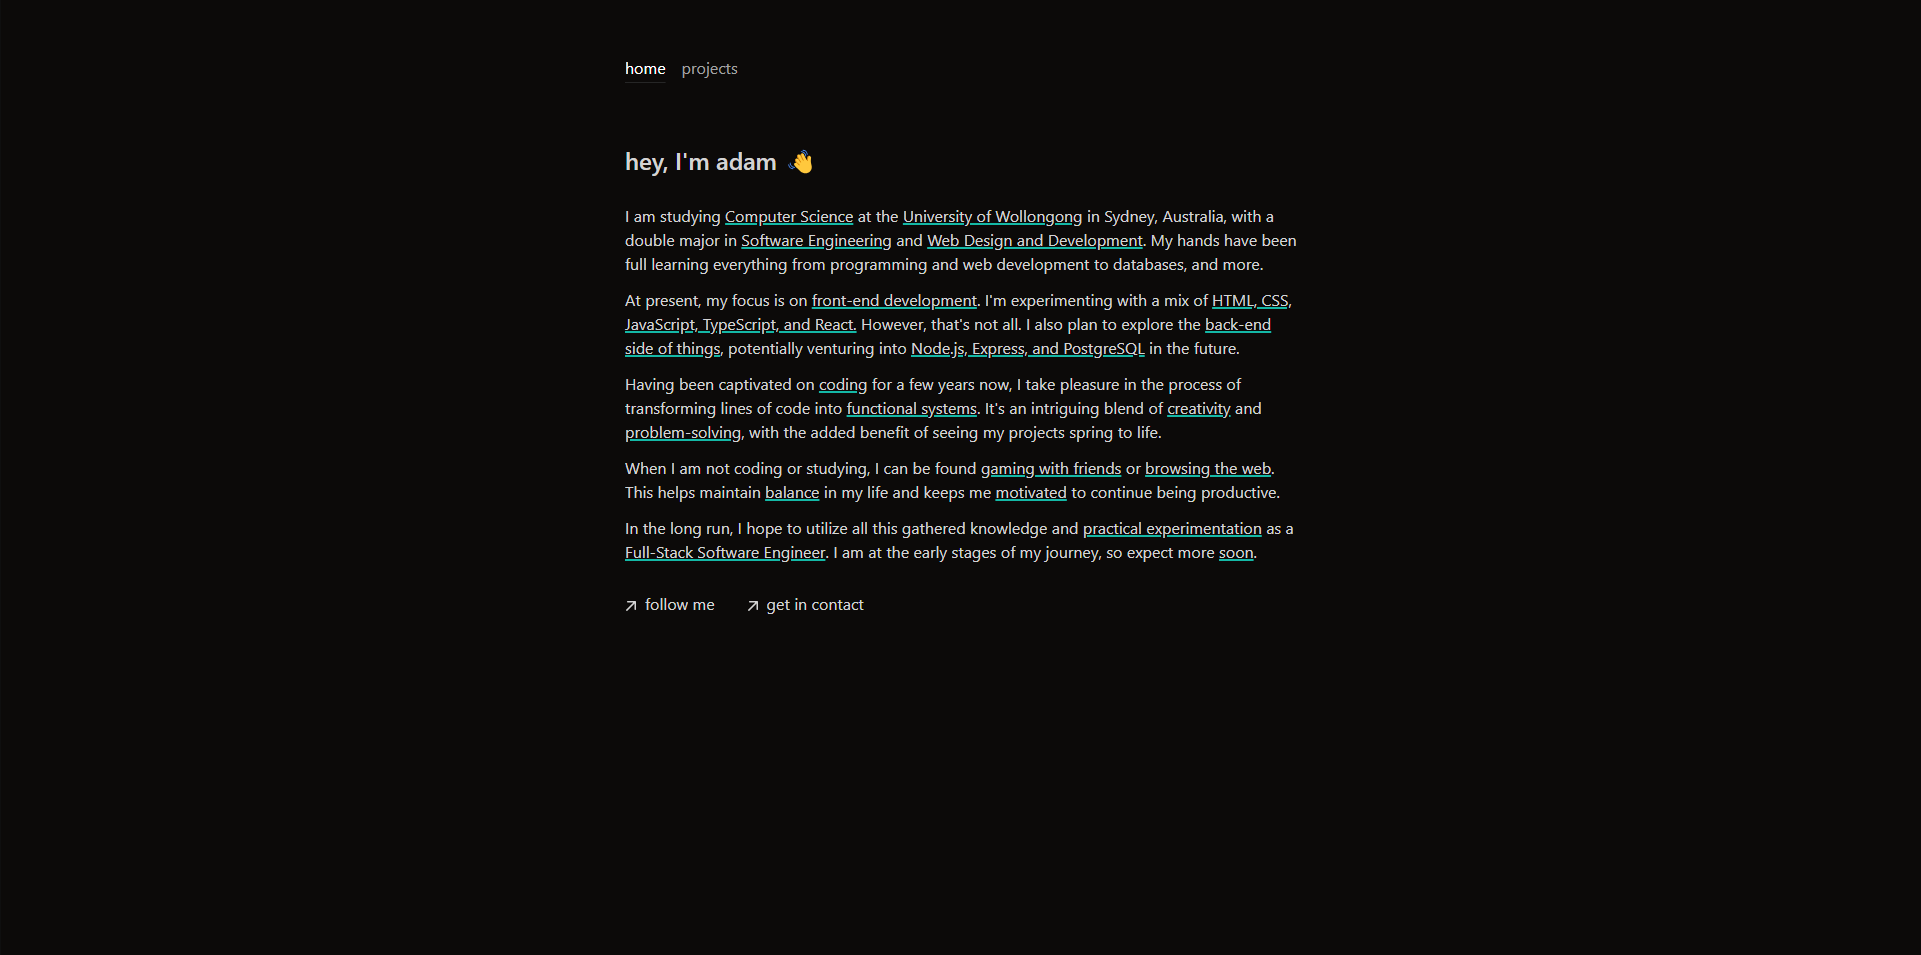 home projects
hey, I'm adam 👋
I am studying Computer Science at the University of Wollongong in Sydney, Australia, with a
double major in Software Engineering and Web Design and Development. My hands have been
full learning everything from programming and web development to databases, and more.
At present, my focus is on front-end development. I'm experimenting with a mix of HTML, CSS,
JavaScript, TypeScript, and React. However, that's not all. I also plan to explore the back-end
side of things, potentially venturing into Node.js, Express, and PostgreSQL in the future.
Having been captivated on coding for a few years now, I take pleasure in the process of
transforming lines of code into functional systems. It's an intriguing blend of creativity and
problem-solving, with the added benefit of seeing my projects spring to life.
When I am not coding or studying, I can be found gaming with friends or browsing the web.
This helps maintain balance in my life and keeps me motivated to continue being productive.
In the long run, I hope to utilize all this gathered knowledge and practical experimentation as a
Full-Stack Software Engineer. I am at the early stages of my journey, so expect more soon.
follow me get in contact